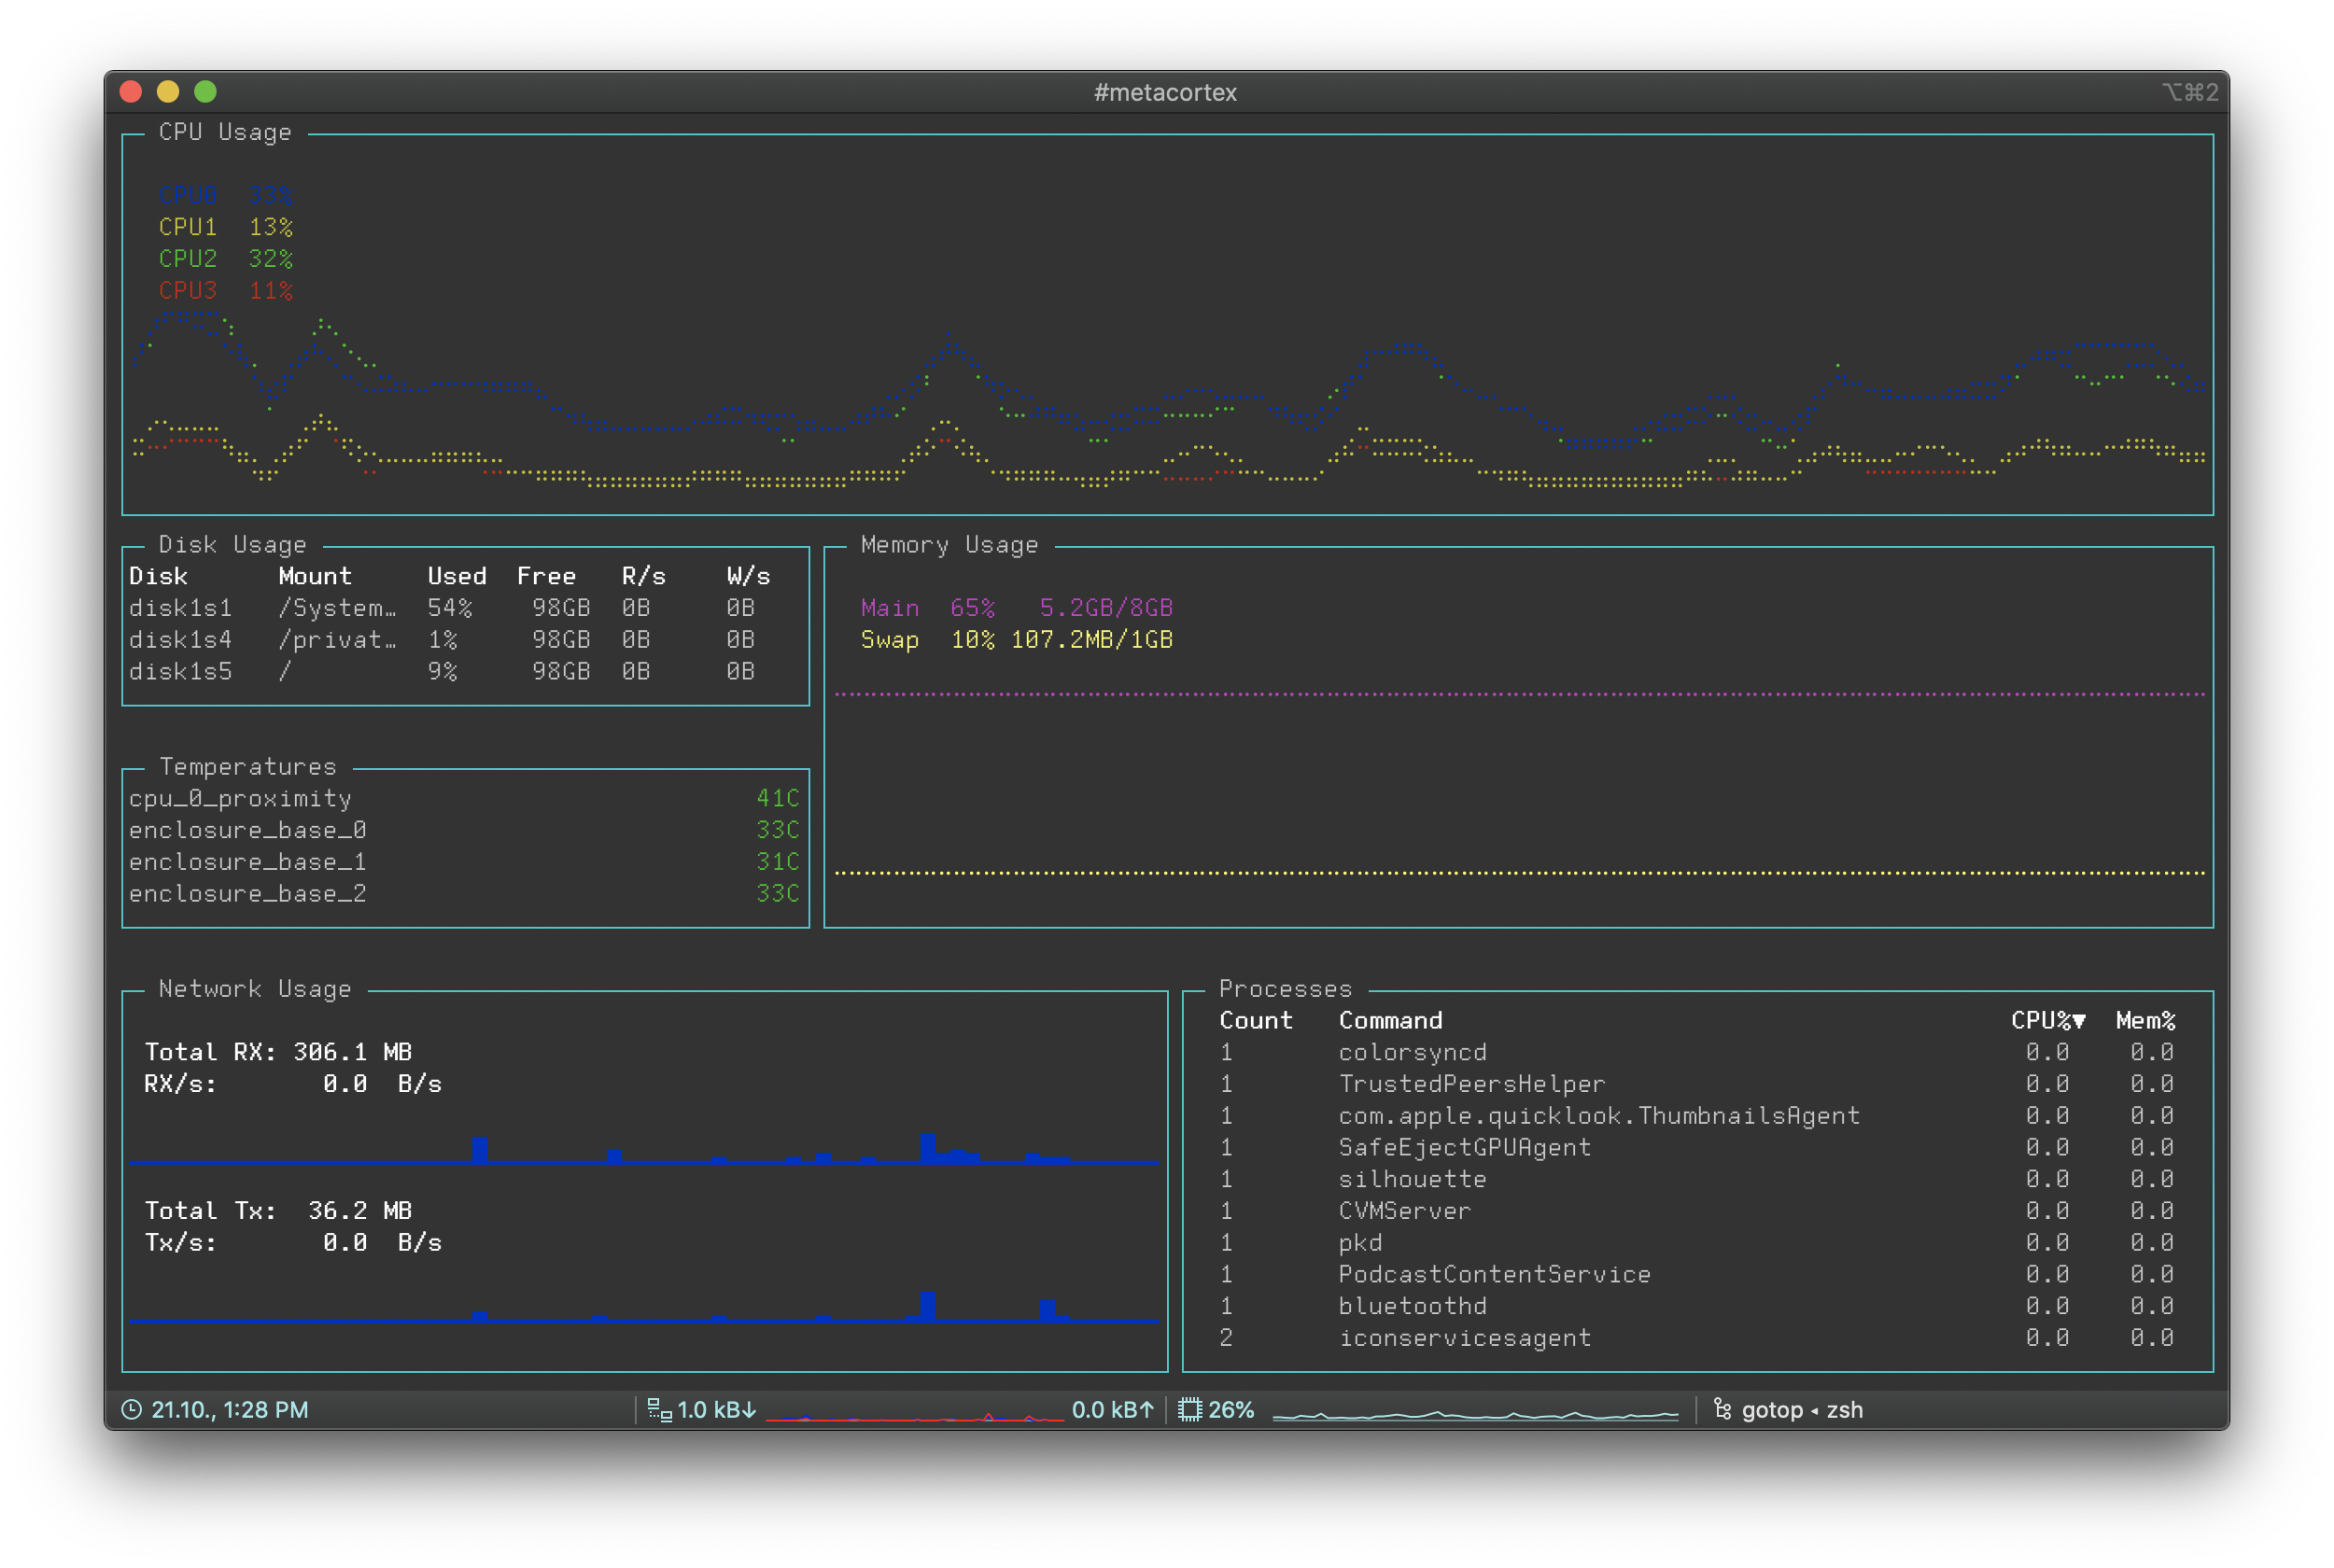 #metacortex ⌥⌘2
CPU Usage
CPU0 33%
CPU1 13%
CPU2 32%
CPU3 11%
Disk Usage
Disk Mount Used Free R/s W/s
disk1s1 /System… 54% 98GB 0B 0B
disk1s4 /privat… 1% 98GB 0B 0B
disk1s5 / 9% 98GB 0B 0B
Memory Usage
Main 65% 5.2GB/8GB
Swap 10% 107.2MB/1GB
Temperatures
cpu_0_proximity 41C
enclosure_base_0 33C
enclosure_base_1 31C
enclosure_base_2 33C
Network Usage
Total RX: 306.1 MB
RX/s: 0.0 B/s
Total Tx: 36.2 MB
Tx/s: 0.0 B/s
Processes
Count Command CPU%▼ Mem%
1 colorsyncd 0.0 0.0
1 TrustedPeersHelper 0.0 0.0
1 com.apple.quicklook.ThumbnailsAgent 0.0 0.0
1 SafeEjectGPUAgent 0.0 0.0
1 silhouette 0.0 0.0
1 CVMServer 0.0 0.0
1 pkd 0.0 0.0
1 PodcastContentService 0.0 0.0
1 bluetoothd 0.0 0.0
2 iconservicesagent 0.0 0.0
21.10., 1:28 PM 1.0 kB↓ 0.0 kB↑ 26% gotop ◂ zsh